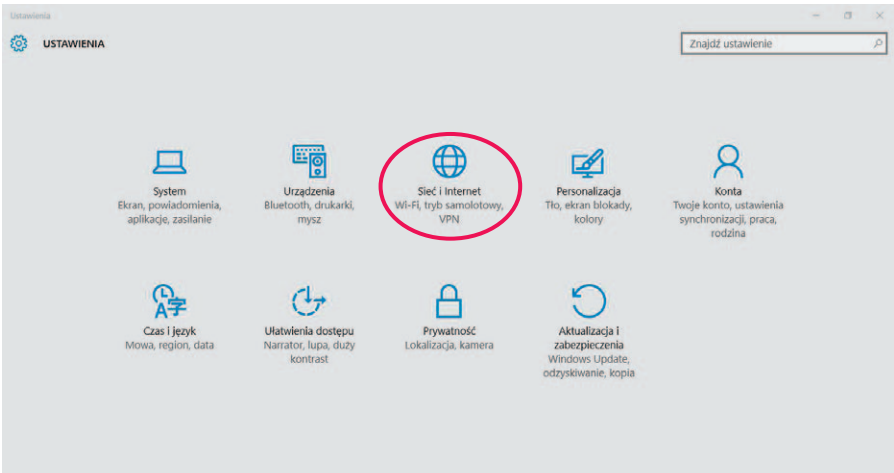 Ustawienia
USTAWIENIA
Znajdź ustawienie
System
Ekran, powiadomienia,
aplikacje, zasilanie
Urządzenia
Bluetooth, drukarki,
mysz
Sieć i Internet
Wi-Fi, tryb samolotowy,
VPN
Personalizacja
Tło, ekran blokady,
kolory
Konta
Twoje konto, ustawienia
synchronizacji, praca,
rodzina
Czas i język
Mowa, region, data
Ułatwienia dostępu
Narrator, lupa, duży
kontrast
Prywatność
Lokalizacja, kamera
Aktualizacja i
zabezpieczenia
Windows Update,
odzyskiwanie, kopia